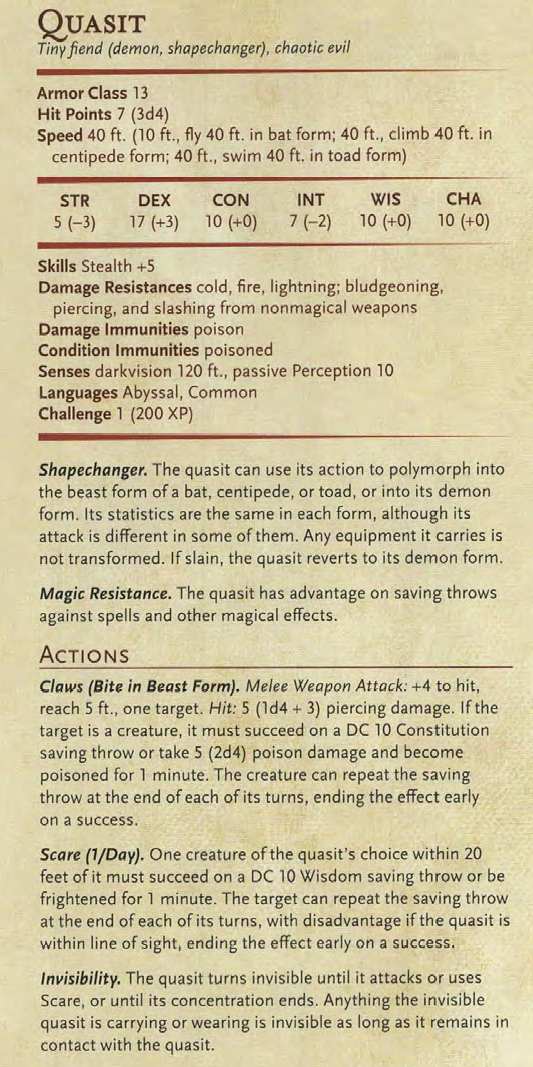 QUASIT
Tiny fiend (demon, shapechanger), chaotic evil
Armor Class 13
Hit Points 7 (3d4)
Speed 40 ft. (10 ft., fly 40 ft. in bat form; 40 ft., climb 40 ft. in
centipede form; 40 ft., swim 40 ft. in toad form)
STR DEX CON INT WIS CHA
5 (−3) 17 (+3) 10 (+0) 7 (−2) 10 (+0) 10 (+0)
Skills Stealth +5
Damage Resistances cold, fire, lightning; bludgeoning,
piercing, and slashing from nonmagical weapons
Damage Immunities poison
Condition Immunities poisoned
Senses darkvision 120 ft., passive Perception 10
Languages Abyssal, Common
Challenge 1 (200 XP)
Shapechanger. The quasit can use its action to polymorph into
the beast form of a bat, centipede, or toad, or into its demon
form. Its statistics are the same in each form, although its
attack is different in some of them. Any equipment it carries is
not transformed. If slain, the quasit reverts to its demon form.
Magic Resistance. The quasit has advantage on saving throws
against spells and other magical effects.
ACTIONS
Claws (Bite in Beast Form). Melee Weapon Attack: +4 to hit,
reach 5 ft., one target. Hit: 5 (1d4 + 3) piercing damage. If the
target is a creature, it must succeed on a DC 10 Constitution
saving throw or take 5 (2d4) poison damage and become
poisoned for 1 minute. The creature can repeat the saving
throw at the end of each of its turns, ending the effect early
on a success.
Scare (1/Day). One creature of the quasit's choice within 20
feet of it must succeed on a DC 10 Wisdom saving throw or be
frightened for 1 minute. The target can repeat the saving throw
at the end of each of its turns, with disadvantage if the quasit is
within line of sight, ending the effect early on a success.
Invisibility. The quasit turns invisible until it attacks or uses
Scare, or until its concentration ends. Anything the invisible
quasit is carrying or wearing is invisible as long as it remains in
contact with the quasit.